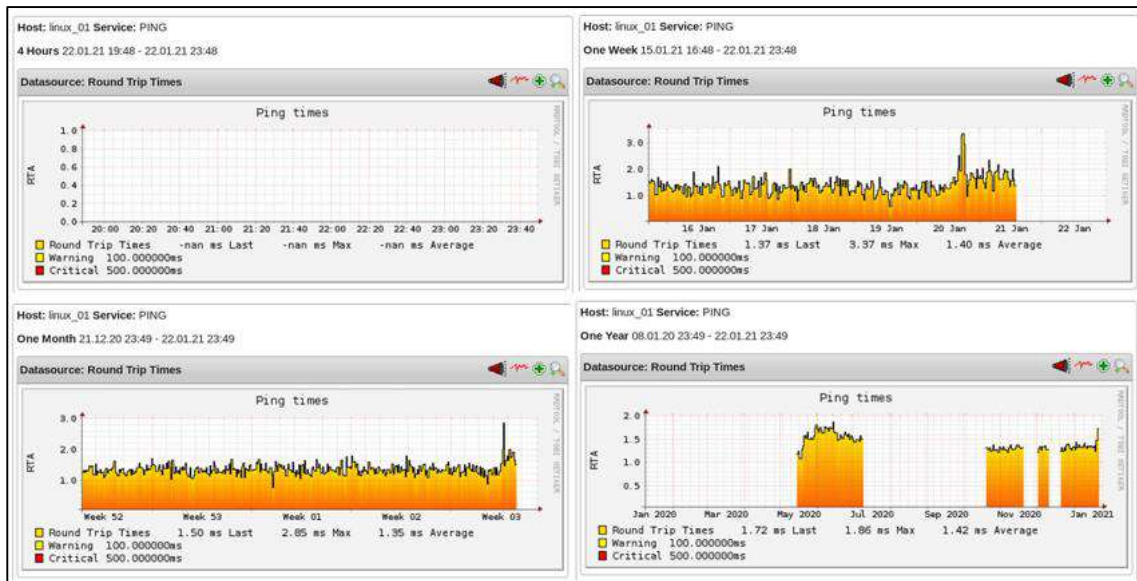 Host: linux_01 Service: PING
4 Hours 22.01.21 19:48 - 22.01.21 23:48
Datasource: Round Trip Times
Ping times
RRDTOOL / TOBI OETIKER
RTA
1.0
0.8
0.6
0.4
0.2
0.0
20:00 20:20 20:40 21:00 21:20 21:40 22:00 22:20 22:40 23:00 23:20 23:40
Round Trip Times -nan ms Last -nan ms Max -nan ms Average
Warning 100.000000ms
Critical 500.000000ms
Host: linux_01 Service: PING
One Week 15.01.21 16:48 - 22.01.21 23:48
Datasource: Round Trip Times
Ping times
RRDTOOL / TOBI OETIKER
RTA
3.0
2.0
1.0
16 Jan 17 Jan 18 Jan 19 Jan 20 Jan 21 Jan 22 Jan
Round Trip Times 1.37 ms Last 3.37 ms Max 1.40 ms Average
Warning 100.000000ms
Critical 500.000000ms
Host: linux_01 Service: PING
One Month 21.12.20 23:49 - 22.01.21 23:49
Datasource: Round Trip Times
Ping times
RRDTOOL / TOBI OETIKER
RTA
3.0
2.0
1.0
Week 52 Week 53 Week 01 Week 02 Week 03
Round Trip Times 1.50 ms Last 2.85 ms Max 1.35 ms Average
Warning 100.000000ms
Critical 500.000000ms
Host: linux_01 Service: PING
One Year 08.01.20 23:49 - 22.01.21 23:49
Datasource: Round Trip Times
Ping times
RRDTOOL / TOBI OETIKER
RTA
2.0
1.5
1.0
0.5
Jan 2020 Mar 2020 May 2020 Jul 2020 Sep 2020 Nov 2020 Jan 2021
Round Trip Times 1.72 ms Last 1.86 ms Max 1.42 ms Average
Warning 100.000000ms
Critical 500.000000ms